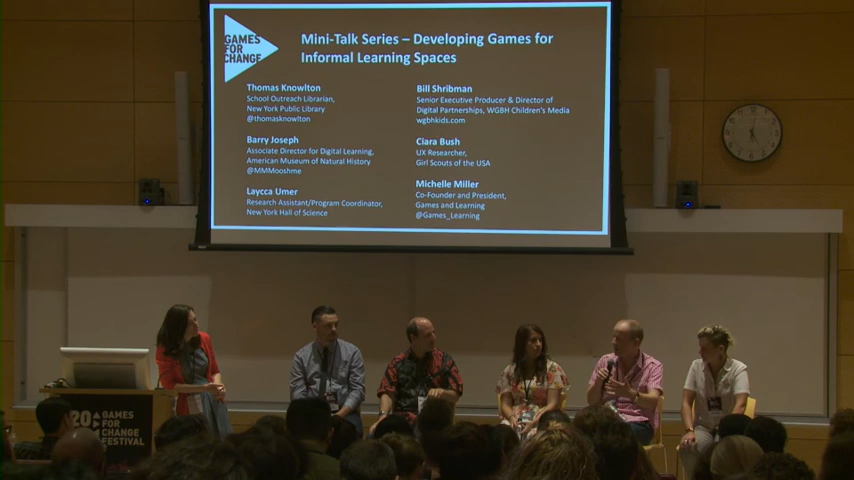 GAMES
FOR
CHANGE
Mini-Talk Series – Developing Games for
Informal Learning Spaces
Thomas Knowlton
School Outreach Librarian,
New York Public Library
@thomasknowlton
Barry Joseph
Associate Director for Digital Learning,
American Museum of Natural History
@MMMooshme
Laycca Umer
Research Assistant/Program Coordinator,
New York Hall of Science
Bill Shribman
Senior Executive Producer & Director of
Digital Partnerships, WGBH Children's Media
wgbhkids.com
Ciara Bush
UX Researcher,
Girl Scouts of the USA
Michelle Miller
Co-Founder and President,
Games and Learning
@Games_Learning
GAMES
FOR CHANGE
FESTIVAL